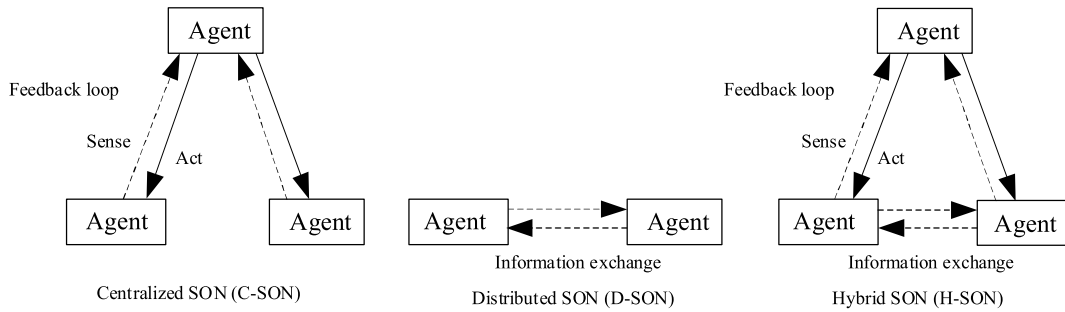 Agent
Feedback loop
Sense
Act
Agent
Agent
Centralized SON (C-SON)
Agent
Agent
Information exchange
Distributed SON (D-SON)
Agent
Feedback loop
Sense
Act
Agent
Agent
Information exchange
Hybrid SON (H-SON)